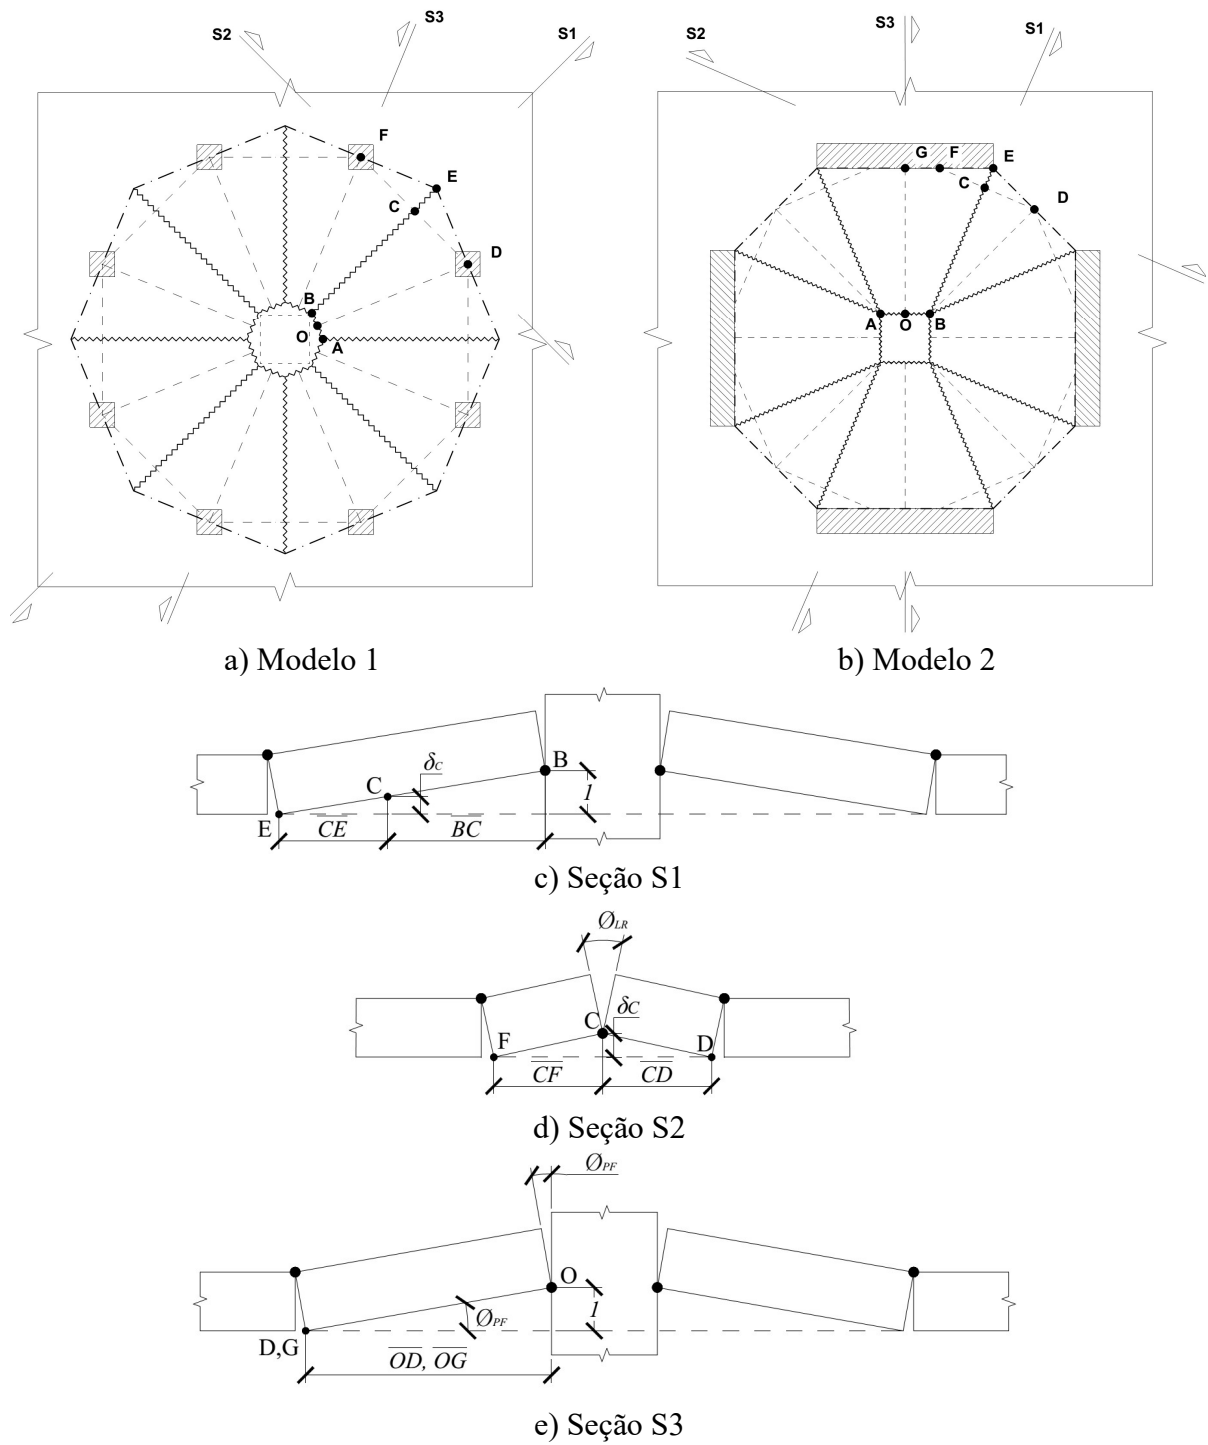 S2
S3
S1
F
E
C
D
B
O
A
a) Modelo 1
S3
S2
S1
G
F
E
C
D
A
O
B
b) Modelo 2
δC
B
C
1
E
CE
BC
c) Seção S1
ØLR
δC
C
F
D
CF
CD
d) Seção S2
ØPF
O
ØPF
1
D,G
OD, OG
e) Seção S3